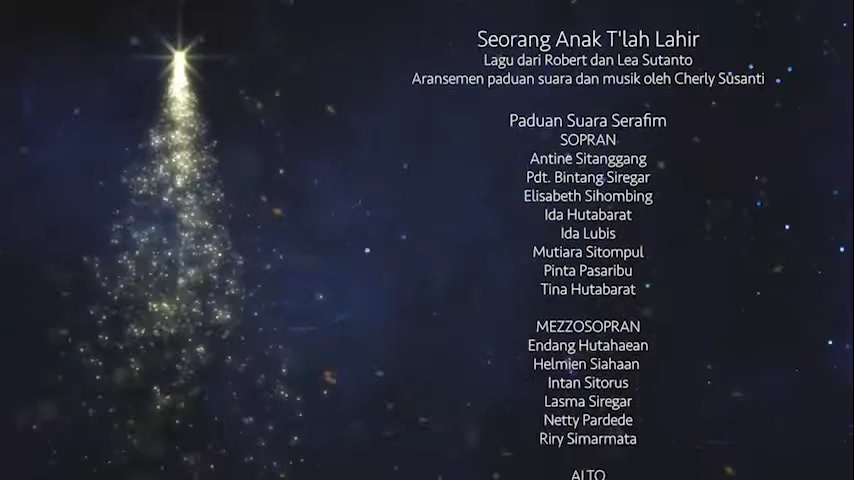 Seorang Anak T'lah Lahir
Lagu dari Robert dan Lea Sutanto
Aransemen paduan suara dan musik oleh Cherly Susanti
Paduan Suara Serafim
SOPRAN
Antine Sitanggang
Pdt. Bintang Siregar
Elisabeth Sihombing
Ida Hutabarat
Ida Lubis
Mutiara Sitompul
Pinta Pasaribu
Tina Hutabarat
MEZZOSOPRAN
Endang Hutahaean
Helmien Siahaan
Intan Sitorus
Lasma Siregar
Netty Pardede
Riry Simarmata
ALTO